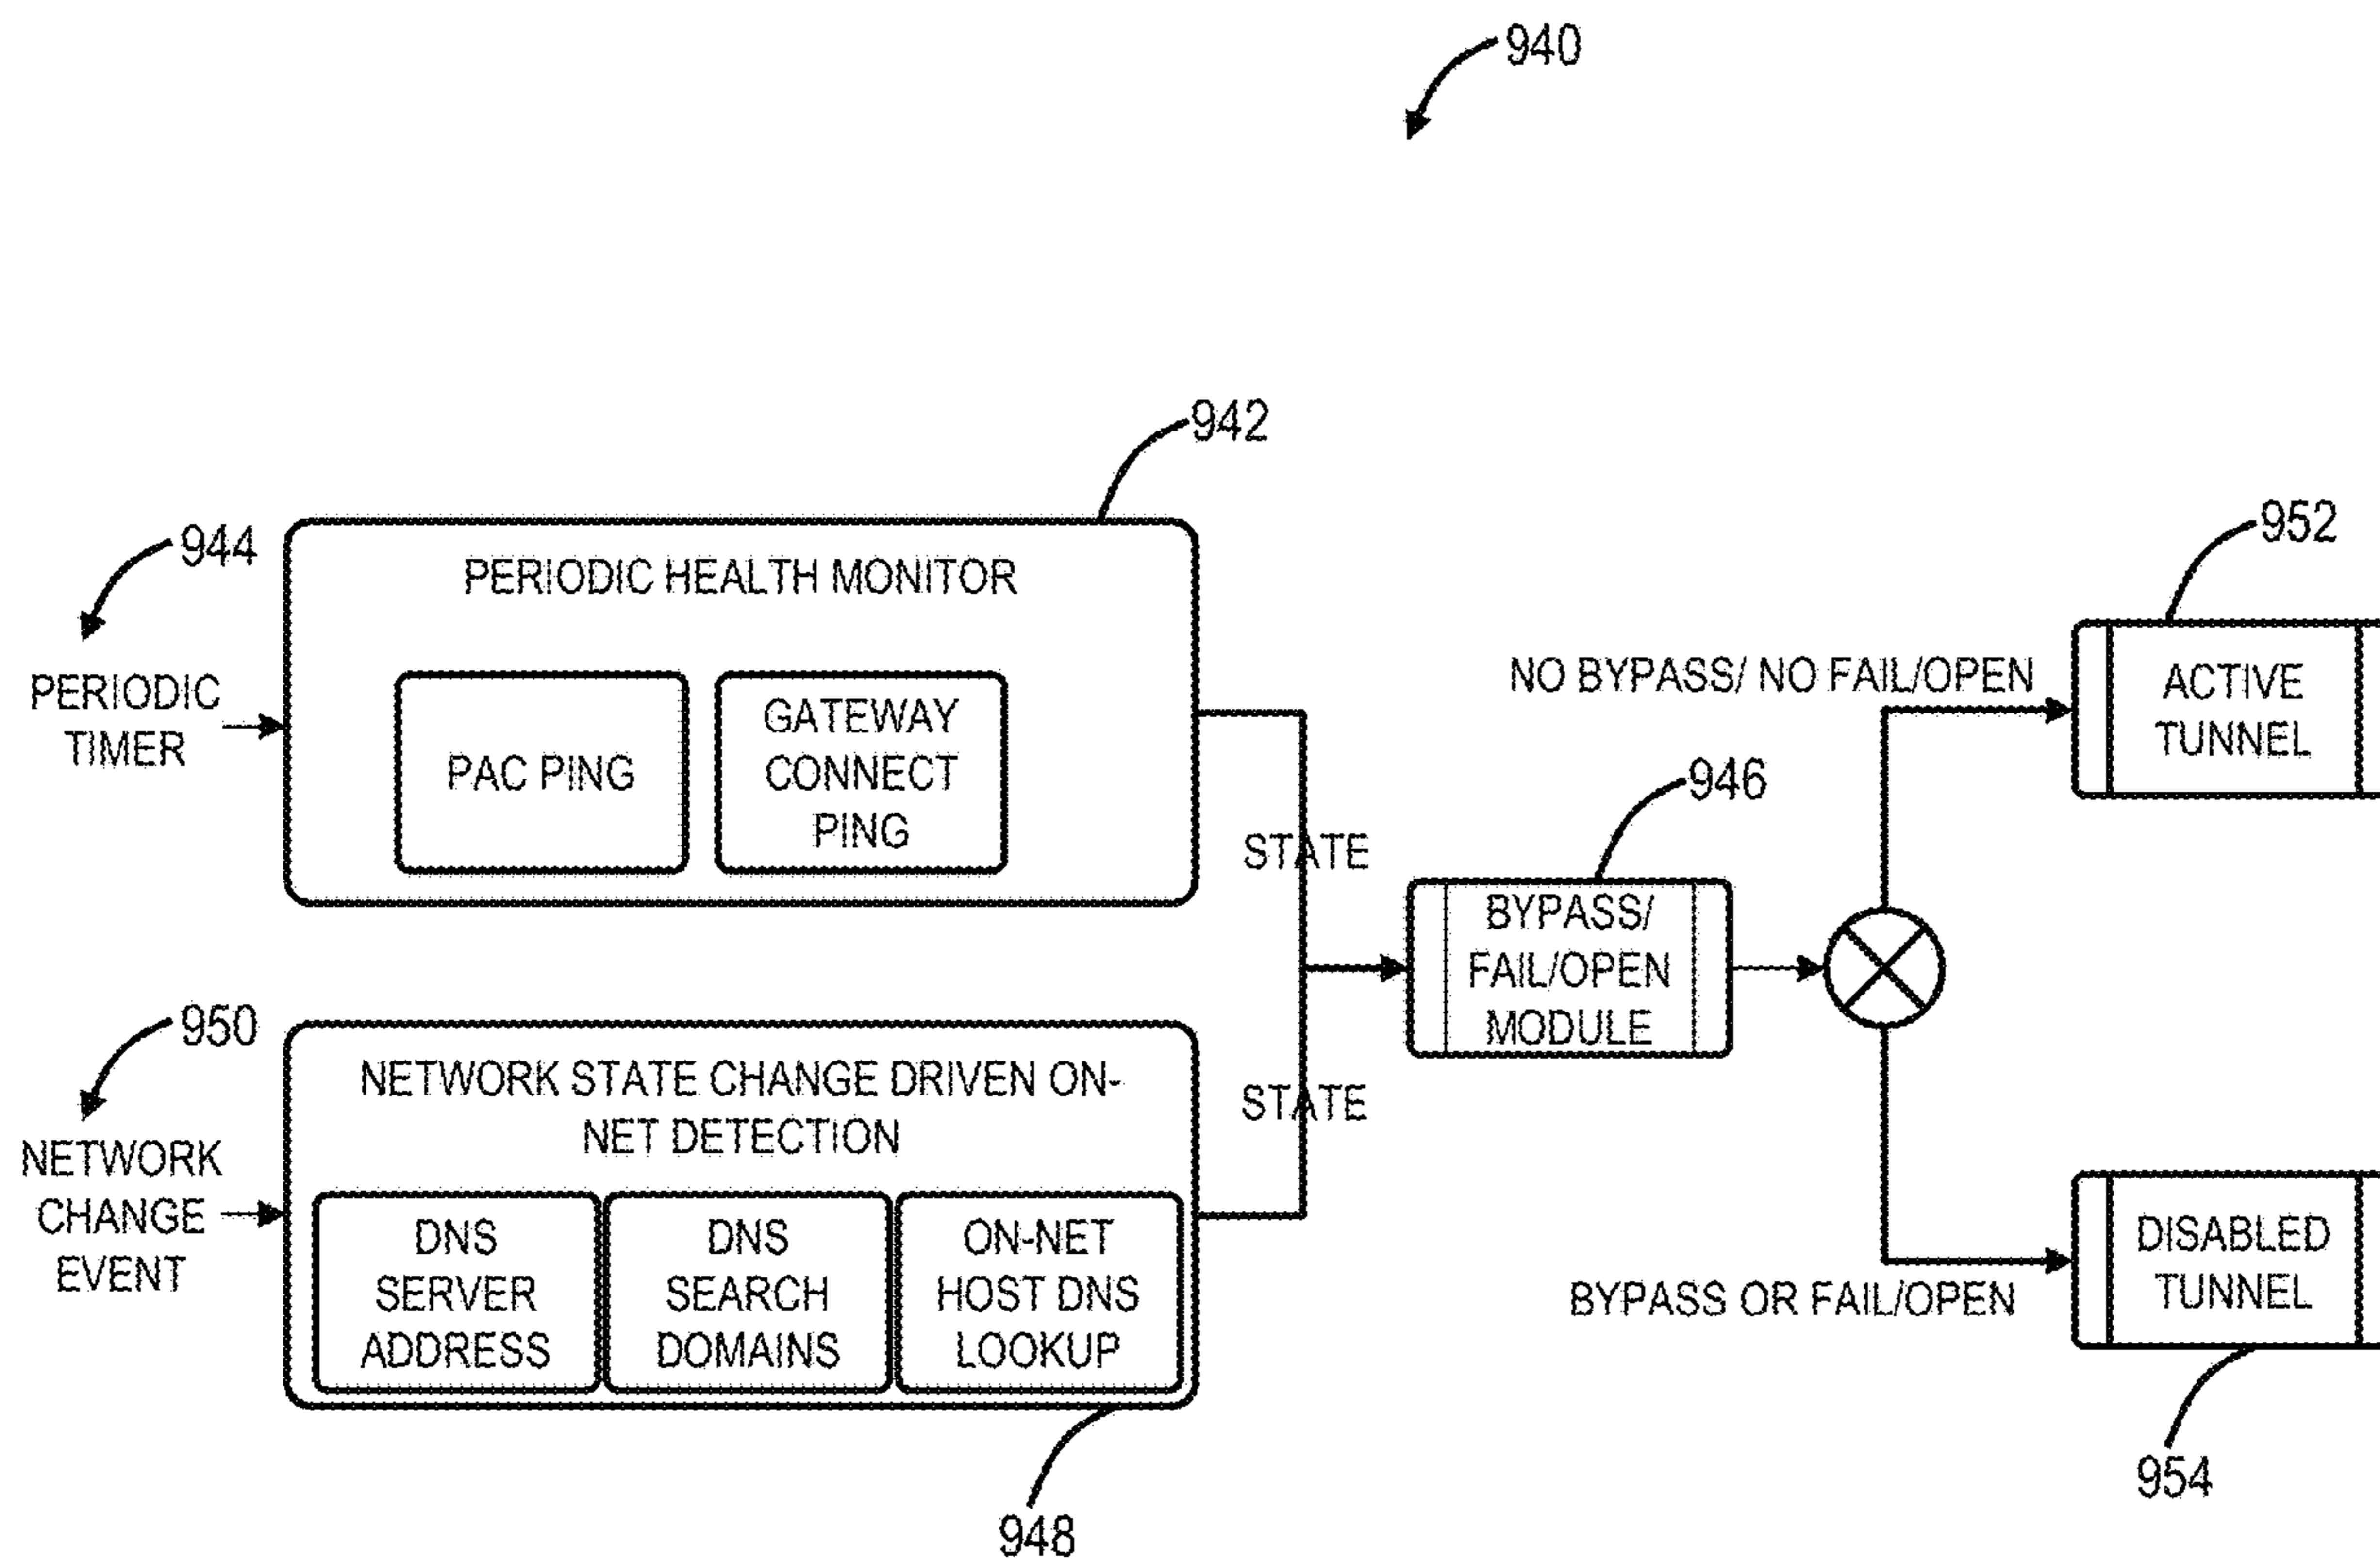 940
942
944
PERIODIC HEALTH MONITOR
952
PERIODIC
TIMER
PAC PING
GATEWAY
CONNECT
PING
NO BYPASS/ NO FAIL/OPEN
ACTIVE
TUNNEL
946
STATE
BYPASS/
FAIL/OPEN
MODULE
950
NETWORK STATE CHANGE DRIVEN ON-
NET DETECTION
STATE
NETWORK
CHANGE
EVENT
DNS
SERVER
ADDRESS
DNS
SEARCH
DOMAINS
ON-NET
HOST DNS
LOOKUP
BYPASS OR FAIL/OPEN
DISABLED
TUNNEL
954
948